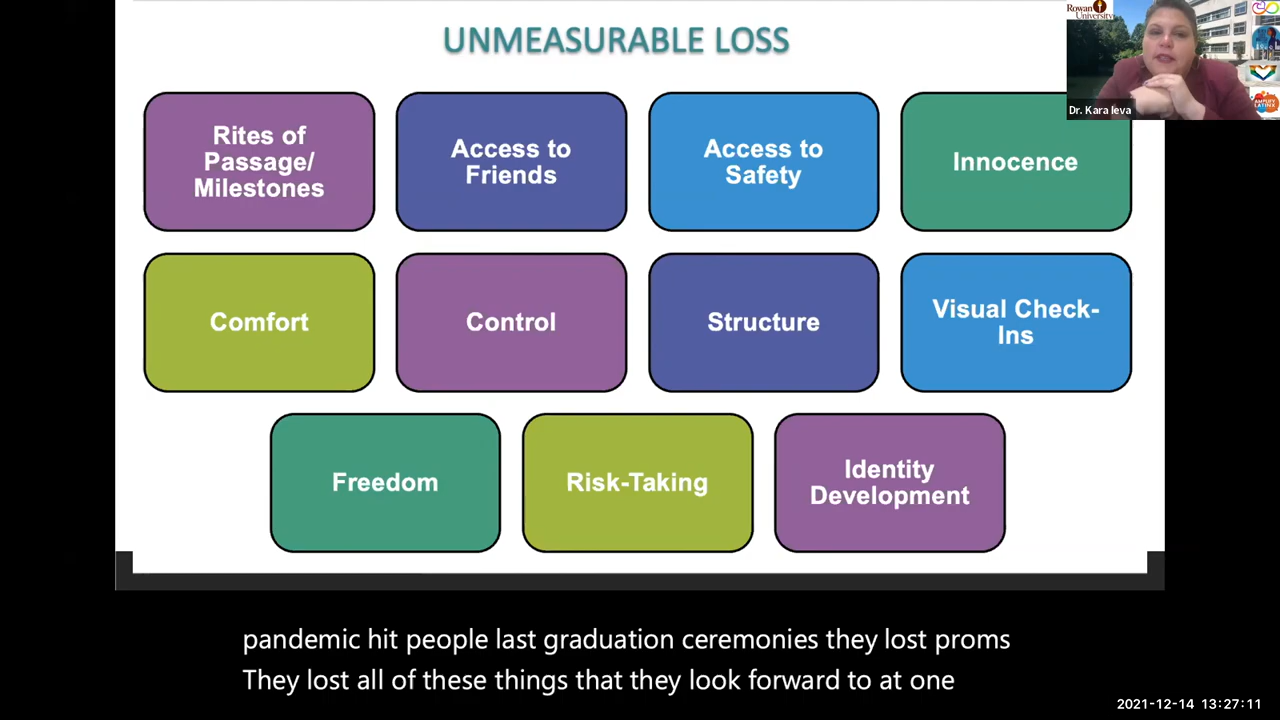 UNMEASURABLE LOSS
Rowan
University
Dr. Kara Ieva
Rites of
Passage/
Milestones
Access to
Friends
Access to
Safety
Innocence
Comfort
Control
Structure
Visual Check-
Ins
Freedom
Risk-Taking
Identity
Development
pandemic hit people last graduation ceremonies they lost proms
They lost all of these things that they look forward to at one
2021-12-14 13:27:11